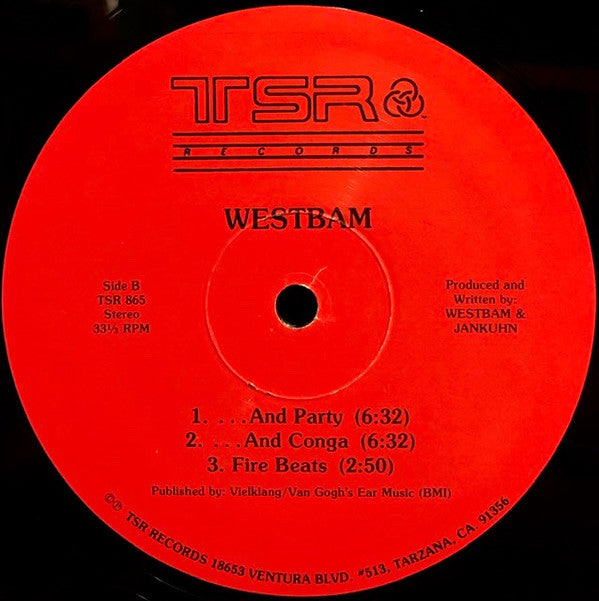 TSR
RECORDS
WESTBAM
Side B
TSR 865
Stereo
33⅓ RPM
Produced and
Written by:
WESTBAM &
JANKUHN
1. ...And Party (6:32)
2. ...And Conga (6:32)
3. Fire Beats (2:50)
Published by: Vielklang/Van Gogh's Ear Music (BMI)
©℗ TSR RECORDS 18653 VENTURA BLVD. #513, TARZANA, CA. 91356